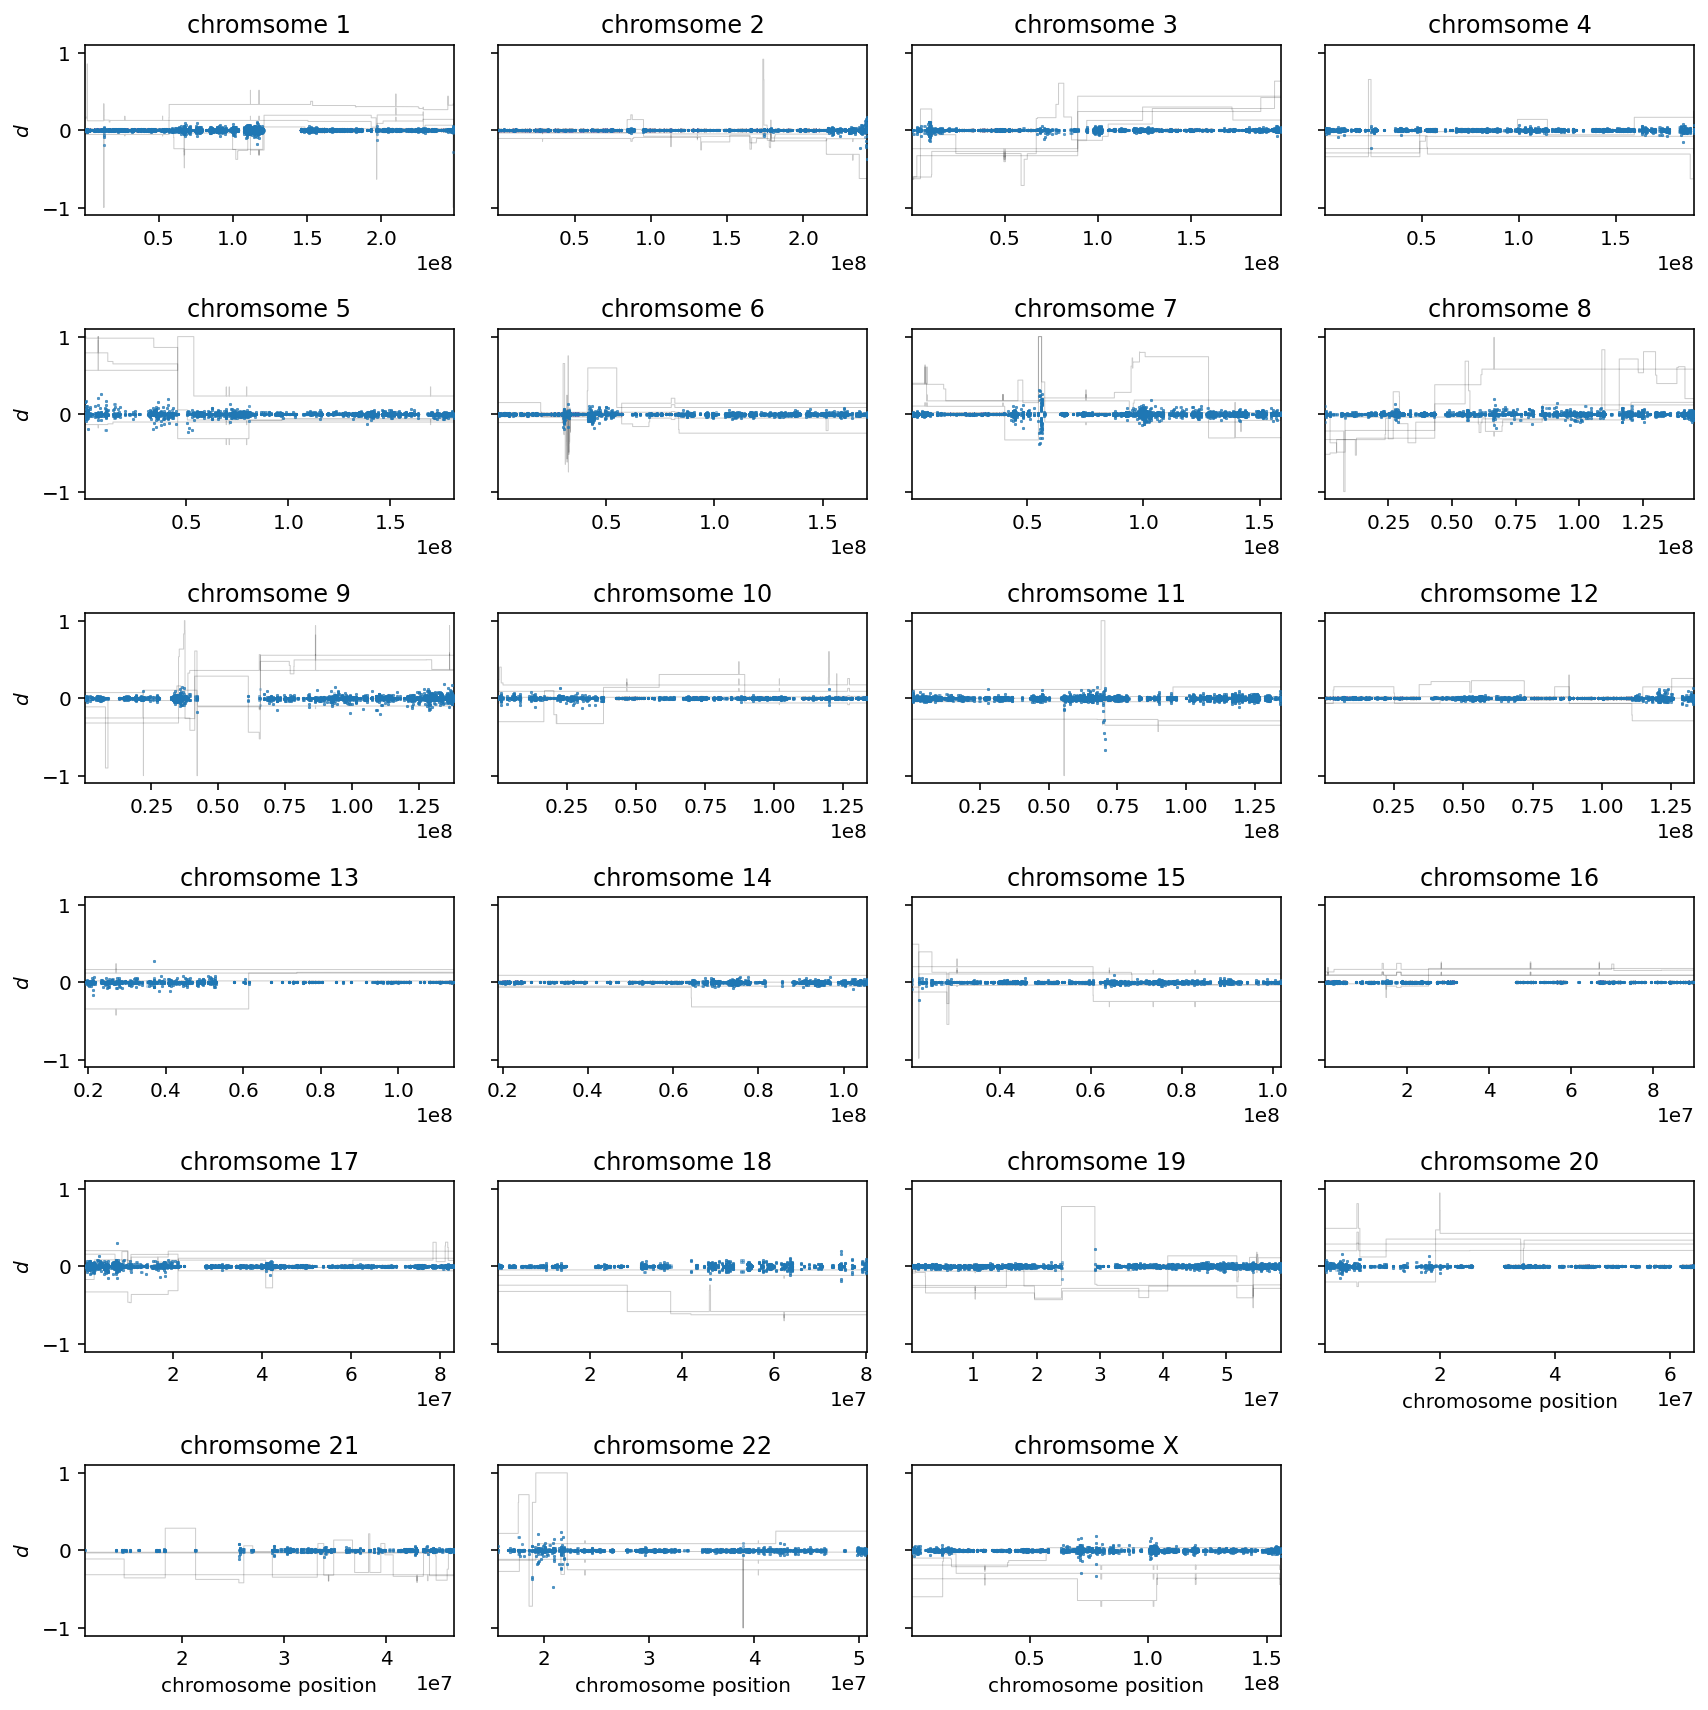 chromsome 1 chromsome 2 chromsome 3 chromsome 4
1
0
−1
d
0.5 1.0 1.5 2.0 0.5 1.0 1.5 2.0 0.5 1.0 1.5 0.5 1.0 1.5
1e8 1e8 1e8 1e8
chromsome 5 chromsome 6 chromsome 7 chromsome 8
1
0
−1
d
0.5 1.0 1.5 0.5 1.0 1.5 0.5 1.0 1.5 0.25 0.50 0.75 1.00 1.25
1e8 1e8 1e8 1e8
chromsome 9 chromsome 10 chromsome 11 chromsome 12
1
0
−1
d
0.25 0.50 0.75 1.00 1.25 0.25 0.50 0.75 1.00 1.25 0.25 0.50 0.75 1.00 1.25 0.25 0.50 0.75 1.00 1.25
1e8 1e8 1e8 1e8
chromsome 13 chromsome 14 chromsome 15 chromsome 16
1
0
−1
d
0.2 0.4 0.6 0.8 1.0 0.2 0.4 0.6 0.8 1.0 0.4 0.6 0.8 1.0 2 4 6 8
1e8 1e8 1e8 1e7
chromsome 17 chromsome 18 chromsome 19 chromsome 20
1
0
−1
d
2 4 6 8 2 4 6 8 1 2 3 4 5 2 4 6
1e7 1e7 1e7 chromosome position 1e7
chromsome 21 chromsome 22 chromsome X
1
0
−1
d
2 3 4 2 3 4 5 0.5 1.0 1.5
chromosome position 1e7 chromosome position 1e7 chromosome position 1e8